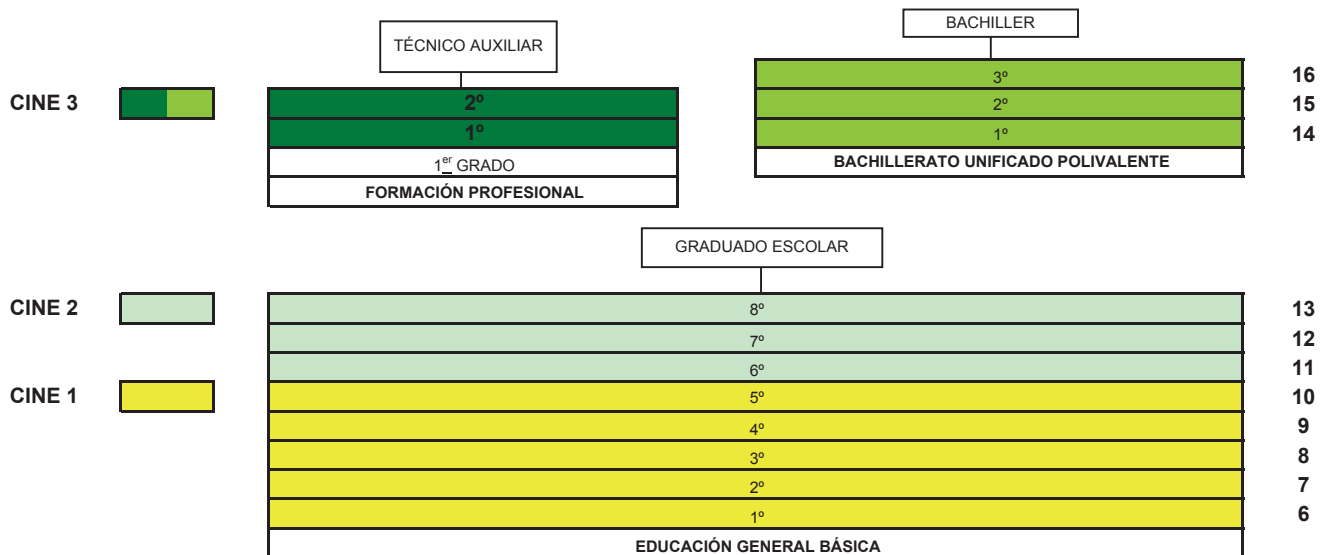 BACHILLER
TÉCNICO AUXILIAR
3º 16
CINE 3 2º 2º 15
1º 1º 14
1er GRADO BACHILLERATO UNIFICADO POLIVALENTE
FORMACIÓN PROFESIONAL
GRADUADO ESCOLAR
CINE 2 8º 13
7º 12
6º 11
CINE 1 5º 10
4º 9
3º 8
2º 7
1º 6
EDUCACIÓN GENERAL BÁSICA